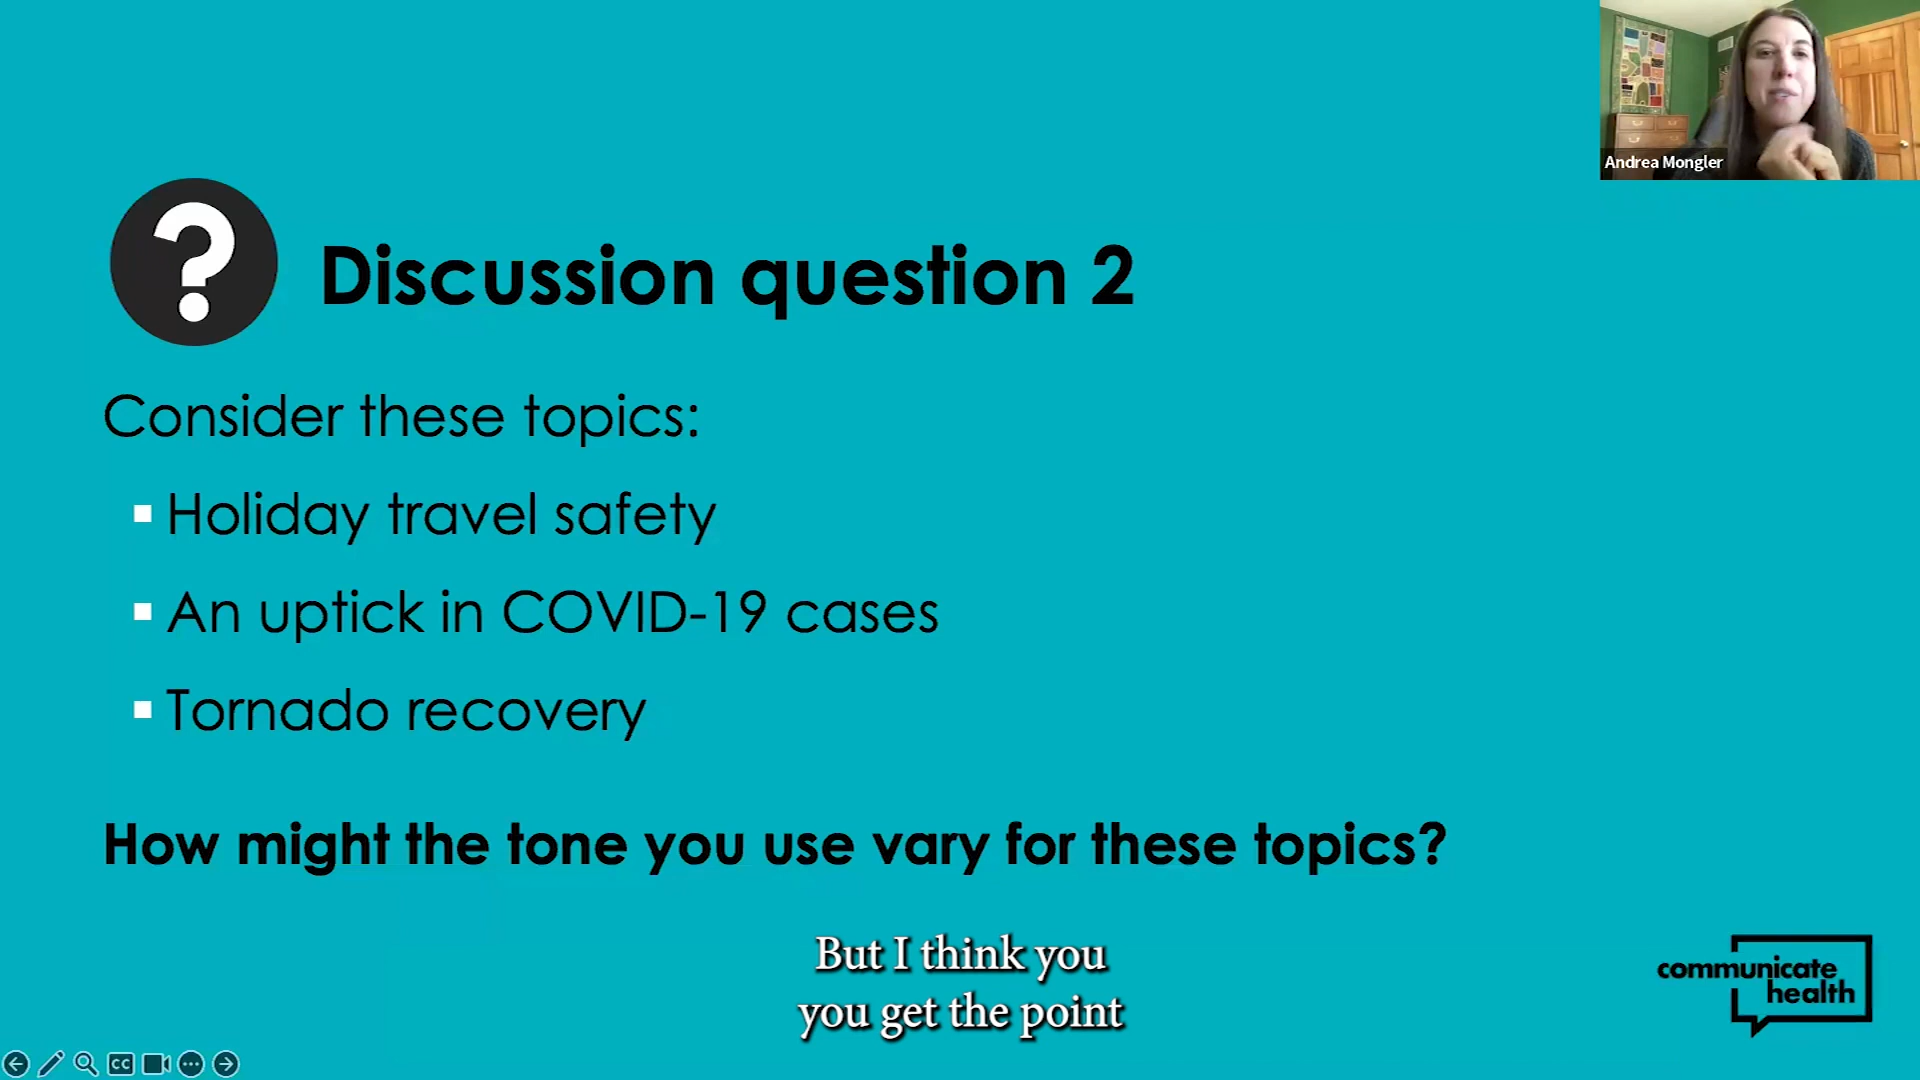 Andrea Mongler
?
Discussion question 2
Consider these topics:
Holiday travel safety
An uptick in COVID-19 cases
Tornado recovery
How might the tone you use vary for these topics?
But I think you
you get the point
communicate
health
CC